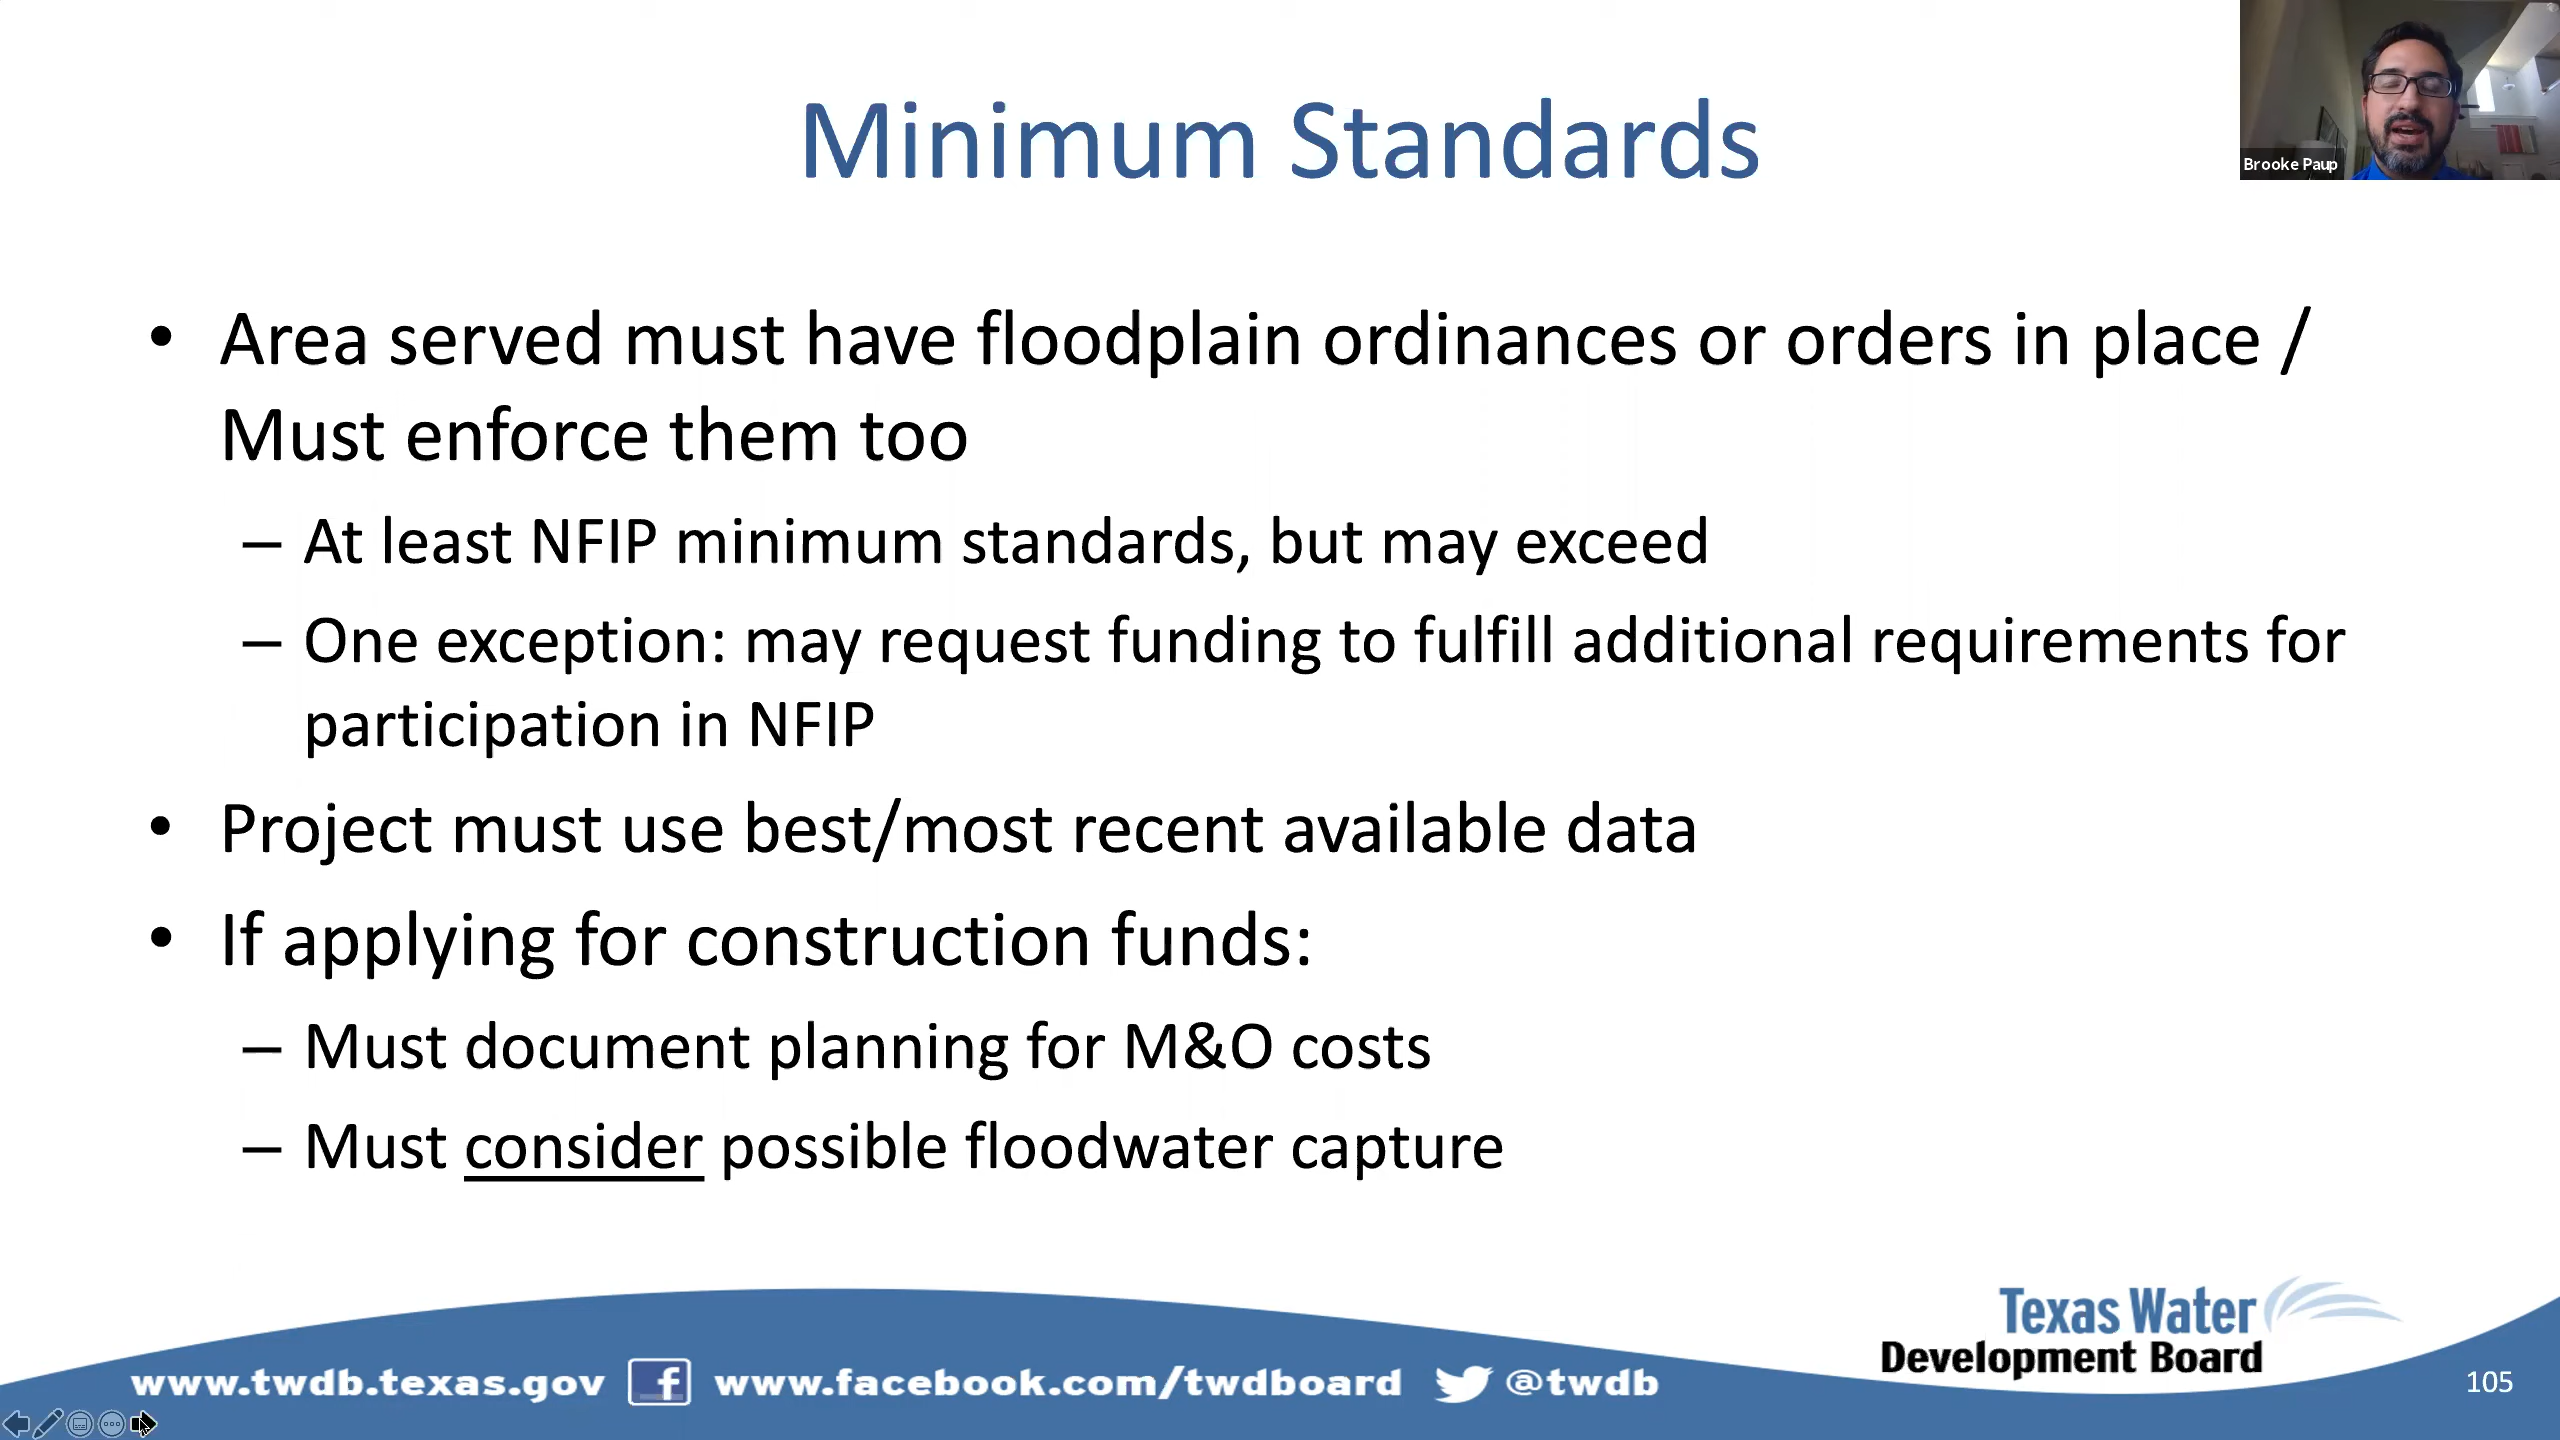 Minimum Standards
Brooke Paup
• Area served must have floodplain ordinances or orders in place /
Must enforce them too
– At least NFIP minimum standards, but may exceed
– One exception: may request funding to fulfill additional requirements for
participation in NFIP
• Project must use best/most recent available data
• If applying for construction funds:
– Must document planning for M&O costs
– Must consider possible floodwater capture
Texas Water
Development Board
www.twdb.texas.gov f www.facebook.com/twdboard @twdb
105